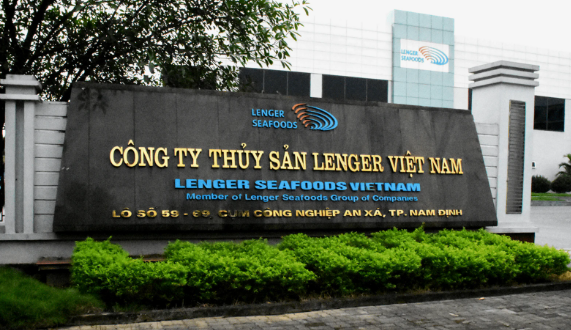 LENGER
SEAFOODS
LENGER
SEAFOODS
CÔNG TY THỦY SẢN LENGER VIỆT NAM
LENGER SEAFOODS VIETNAM
Member of Lenger Seafoods Group of Companies
LÔ SỐ 59 - 69, CỤM CÔNG NGHIỆP AN XÁ, TP. NAM ĐỊNH